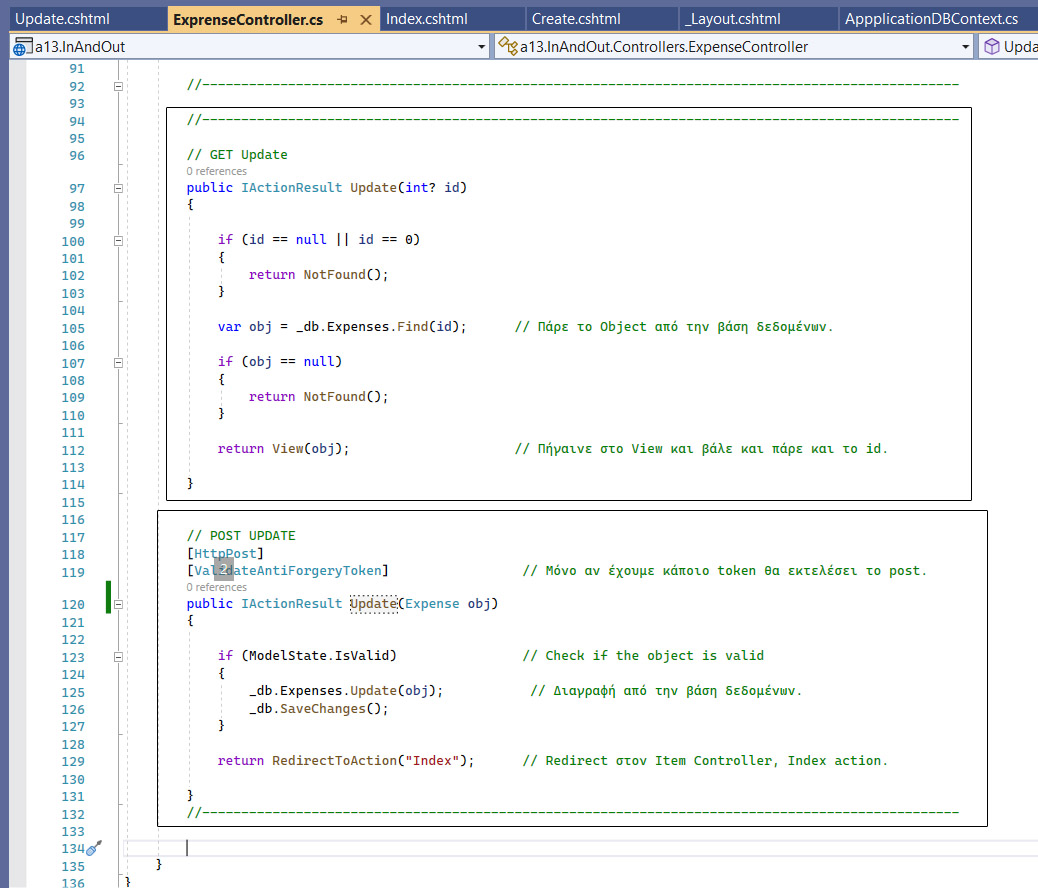 Update.cshtml ExprenseController.cs Index.cshtml Create.cshtml _Layout.cshtml AppplicationDBContext.cs
a13.InAndOut a13.InAndOut.Controllers.ExpenseController Upda
91
92 //-------------------------------------------------------------------------------------------------
93
94 //-------------------------------------------------------------------------------------------------
95
96 // GET Update
0 references
97 public IActionResult Update(int? id)
98 {
99
100 if (id == null || id == 0)
101 {
102 return NotFound();
103 }
104
105 var obj = _db.Expenses.Find(id); // Πάρε το Object από την βάση δεδομένων.
106
107 if (obj == null)
108 {
109 return NotFound();
110 }
111
112 return View(obj); // Πήγαινε στο View και βάλε και πάρε και το id.
113
114 }
115
116
117 // POST UPDATE
118 [HttpPost]
119 [ValidateAntiForgeryToken] // Μόνο αν έχουμε κάποιο token θα εκτελέσει το post.
0 references
120 public IActionResult Update(Expense obj)
121 {
122
123 if (ModelState.IsValid) // Check if the object is valid
124 {
125 _db.Expenses.Update(obj); // Διαγραφή από την βάση δεδομένων.
126 _db.SaveChanges();
127 }
128
129 return RedirectToAction("Index"); // Redirect στον Item Controller, Index action.
130
131 }
132 //-------------------------------------------------------------------------------------------------
133
134
135 }
136 }